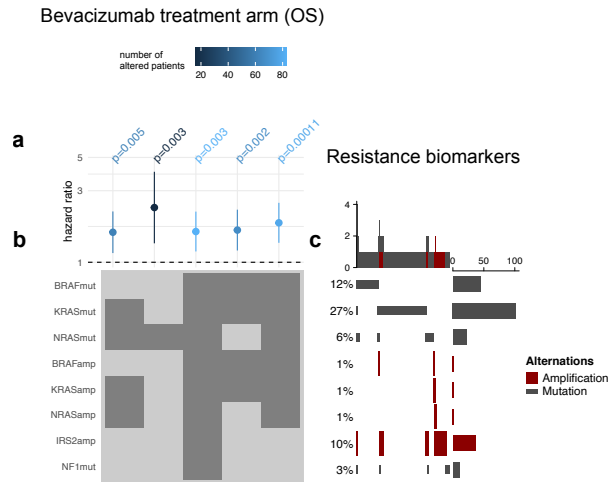 Bevacizumab treatment arm (OS)
number of
altered patients
20 40 60 80
a
p=0.005 p=0.003 p=0.003 p=0.002 p=0.00011
5
3
1
hazard ratio
Resistance biomarkers
b
BRAFmut
KRASmut
NRASmut
BRAFamp
KRASamp
NRASamp
IRS2amp
NF1mut
c
4
2
0
0 50 100
12%
27%
6%
1%
1%
1%
10%
3%
Alternations
Amplification
Mutation